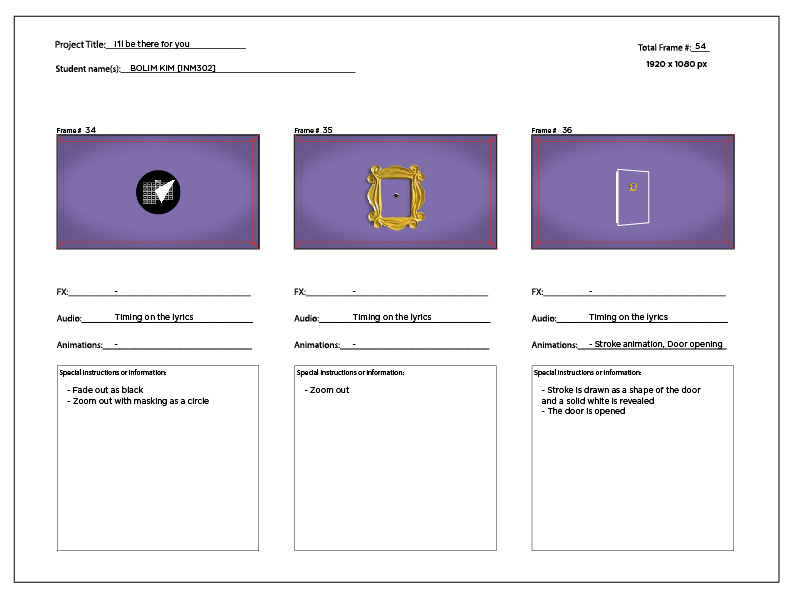 Project Title: I'll be there for you
Total Frame #: 54
Student name(s): BOLIM KIM [INM302]
1920 x 1080 px
Frame # 34
Frame # 35
Frame # 36
FX: -
FX: -
FX: -
Audio: Timing on the lyrics
Audio: Timing on the lyrics
Audio: Timing on the lyrics
Animations: -
Animations: -
Animations: - Stroke animation, Door opening
Special instructions or information:
- Fade out as black
- Zoom out with masking as a circle
Special instructions or information:
- Zoom out
Special instructions or information:
- Stroke is drawn as a shape of the door
and a solid white is revealed
- The door is opened